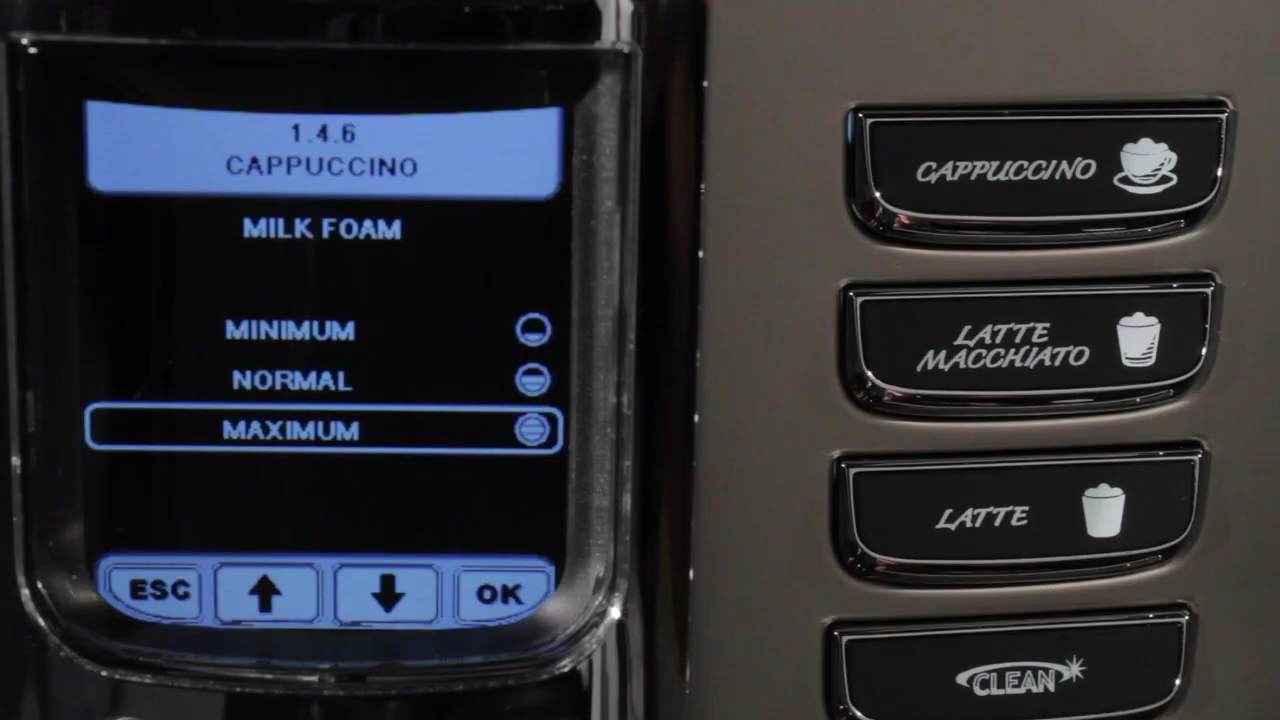 1.4.6
CAPPUCCINO
MILK FOAM
MINIMUM
NORMAL
MAXIMUM
ESC
OK
CAPPUCCINO
LATTE
MACCHIATO
LATTE
CLEAN